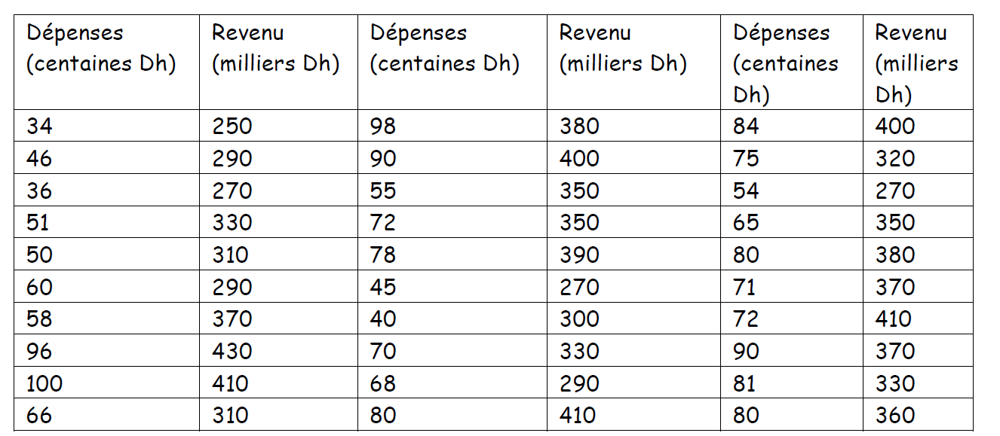 Dépenses (centaines Dh) Revenu (milliers Dh) Dépenses (centaines Dh) Revenu (milliers Dh) Dépenses (centaines Dh) Revenu (milliers Dh)
34 250 98 380 84 400
46 290 90 400 75 320
36 270 55 350 54 270
51 330 72 350 65 350
50 310 78 390 80 380
60 290 45 270 71 370
58 370 40 300 72 410
96 430 70 330 90 370
100 410 68 290 81 330
66 310 80 410 80 360